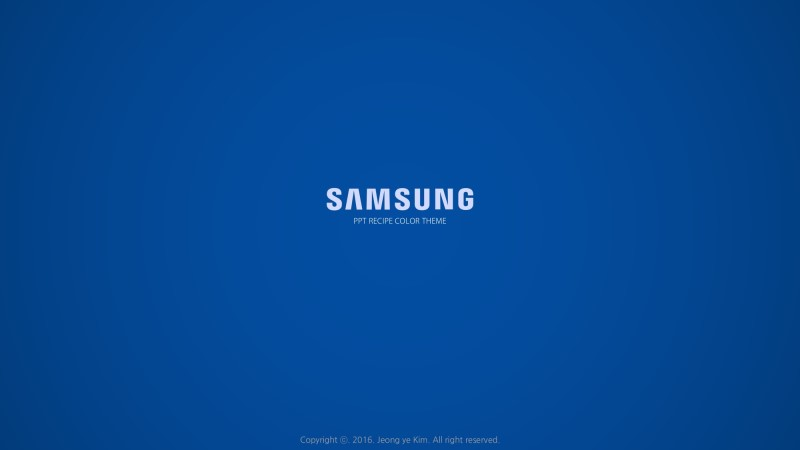 SAMSUNG
PPT RECIPE COLOR THEME
Copyright ⓒ. 2016. Jeong ye Kim. All right reserved.